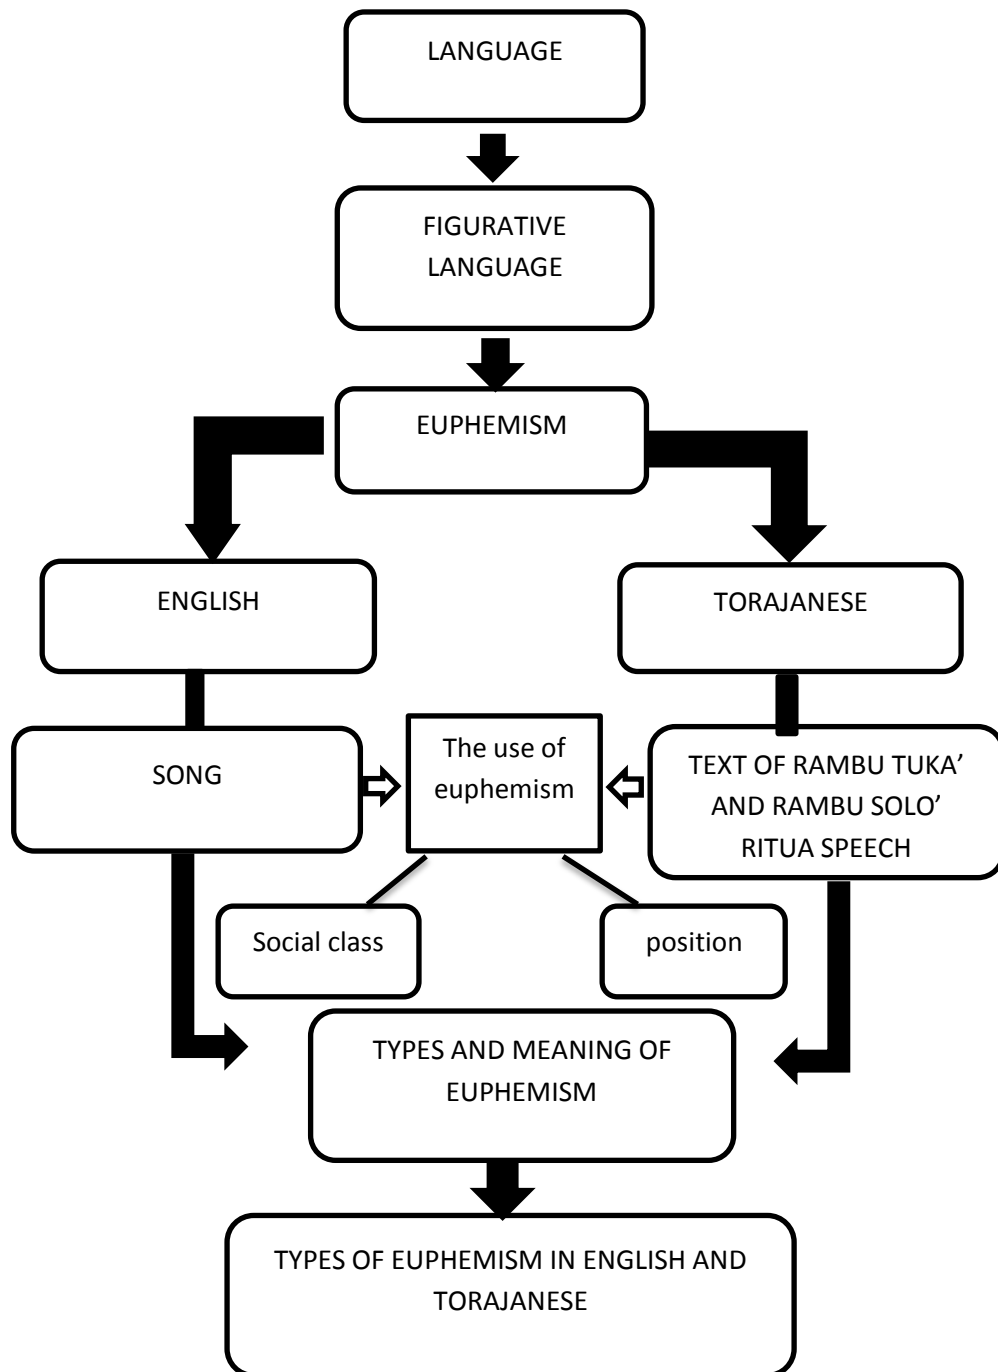 LANGUAGE
FIGURATIVE
LANGUAGE
EUPHEMISM
ENGLISH
TORAJANESE
SONG
The use of
euphemism
TEXT OF RAMBU TUKA’
AND RAMBU SOLO’
RITUA SPEECH
Social class
position
TYPES AND MEANING OF
EUPHEMISM
TYPES OF EUPHEMISM IN ENGLISH AND
TORAJANESE